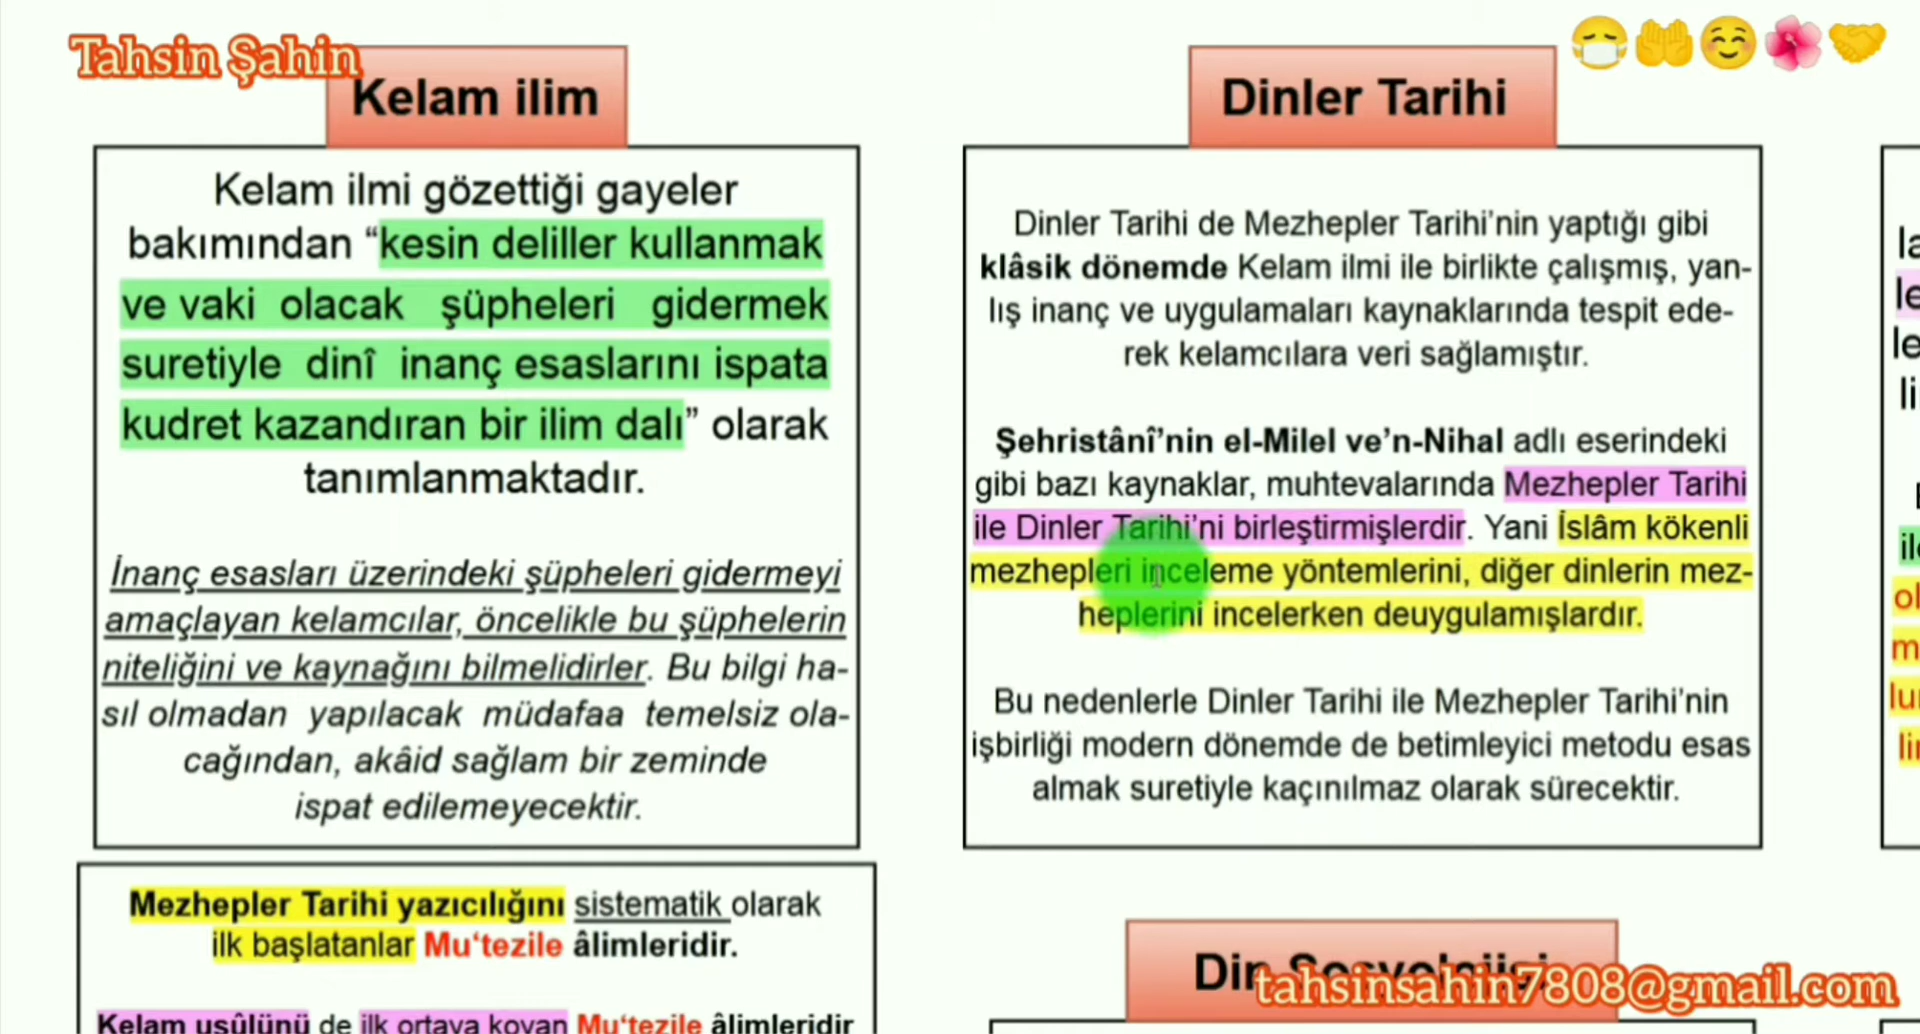 Tahsin Şahin
Kelam ilim
Kelam ilmi gözettiği gayeler
bakımından “kesin deliller kullanmak
ve vaki olacak şüpheleri gidermek
suretiyle dinî inanç esaslarını ispata
kudret kazandıran bir ilim dalı” olarak
tanımlanmaktadır.
İnanç esasları üzerindeki şüpheleri gidermeyi
amaçlayan kelamcılar, öncelikle bu şüphelerin
niteliğini ve kaynağını bilmelidirler. Bu bilgi ha-
sıl olmadan yapılacak müdafaa temelsiz ola-
cağından, akâid sağlam bir zeminde
ispat edilemeyecektir.
Mezhepler Tarihi yazıcılığını sistematik olarak
ilk başlatanlar Mu‘tezile âlimleridir.
Kelam usûlünü de ilk ortaya koyan Mu‘tezile âlimleridir
Dinler Tarihi
Dinler Tarihi de Mezhepler Tarihi’nin yaptığı gibi
klâsik dönemde Kelam ilmi ile birlikte çalışmış, yan-
lış inanç ve uygulamaları kaynaklarında tespit ede-
rek kelamcılara veri sağlamıştır.
Şehristânî’nin el-Milel ve’n-Nihal adlı eserindeki
gibi bazı kaynaklar, muhtevalarında Mezhepler Tarihi
ile Dinler Tarihi’ni birleştirmişlerdir. Yani İslâm kökenli
mezhepleri inceleme yöntemlerini, diğer dinlerin mez-
heplerini incelerken deuygulamışlardır.
Bu nedenlerle Dinler Tarihi ile Mezhepler Tarihi’nin
işbirliği modern dönemde de betimleyici metodu esas
almak suretiyle kaçınılmaz olarak sürecektir.
Din Sosyolojisi
tahsinsahin7808@gmail.com